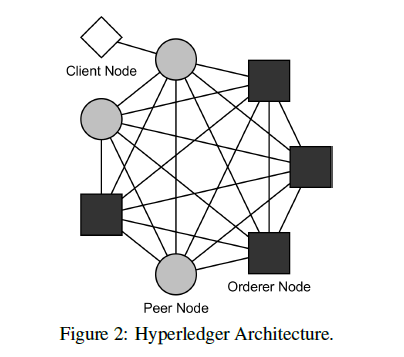 Client Node
Orderer Node
Peer Node
Figure 2: Hyperledger Architecture.